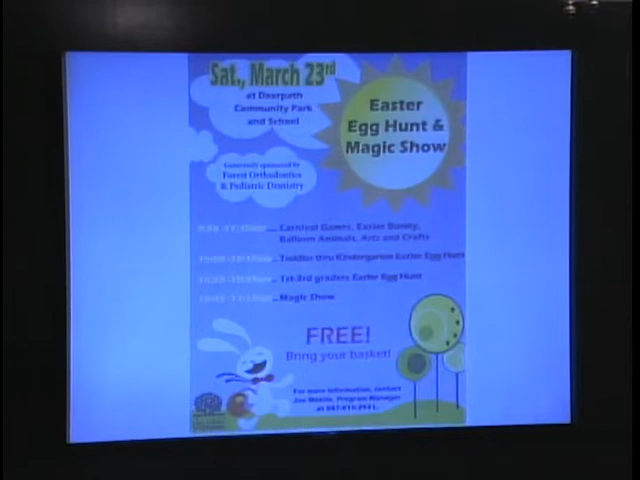 Sat., March 23rd
at Deerpath
Community Park
and School
Easter
Egg Hunt &
Magic Show
Generously sponsored by
Forest Orthodontics
& Pediatric Dentistry
Carnival Games, Easter Bunny,
Balloon Animals, Arts and Crafts
Toddler thru Kindergarten Easter Egg Hunt
1st-3rd graders Easter Egg Hunt
Magic Show
FREE!
Bring your basket!
For more information, contact
Program Manager
at